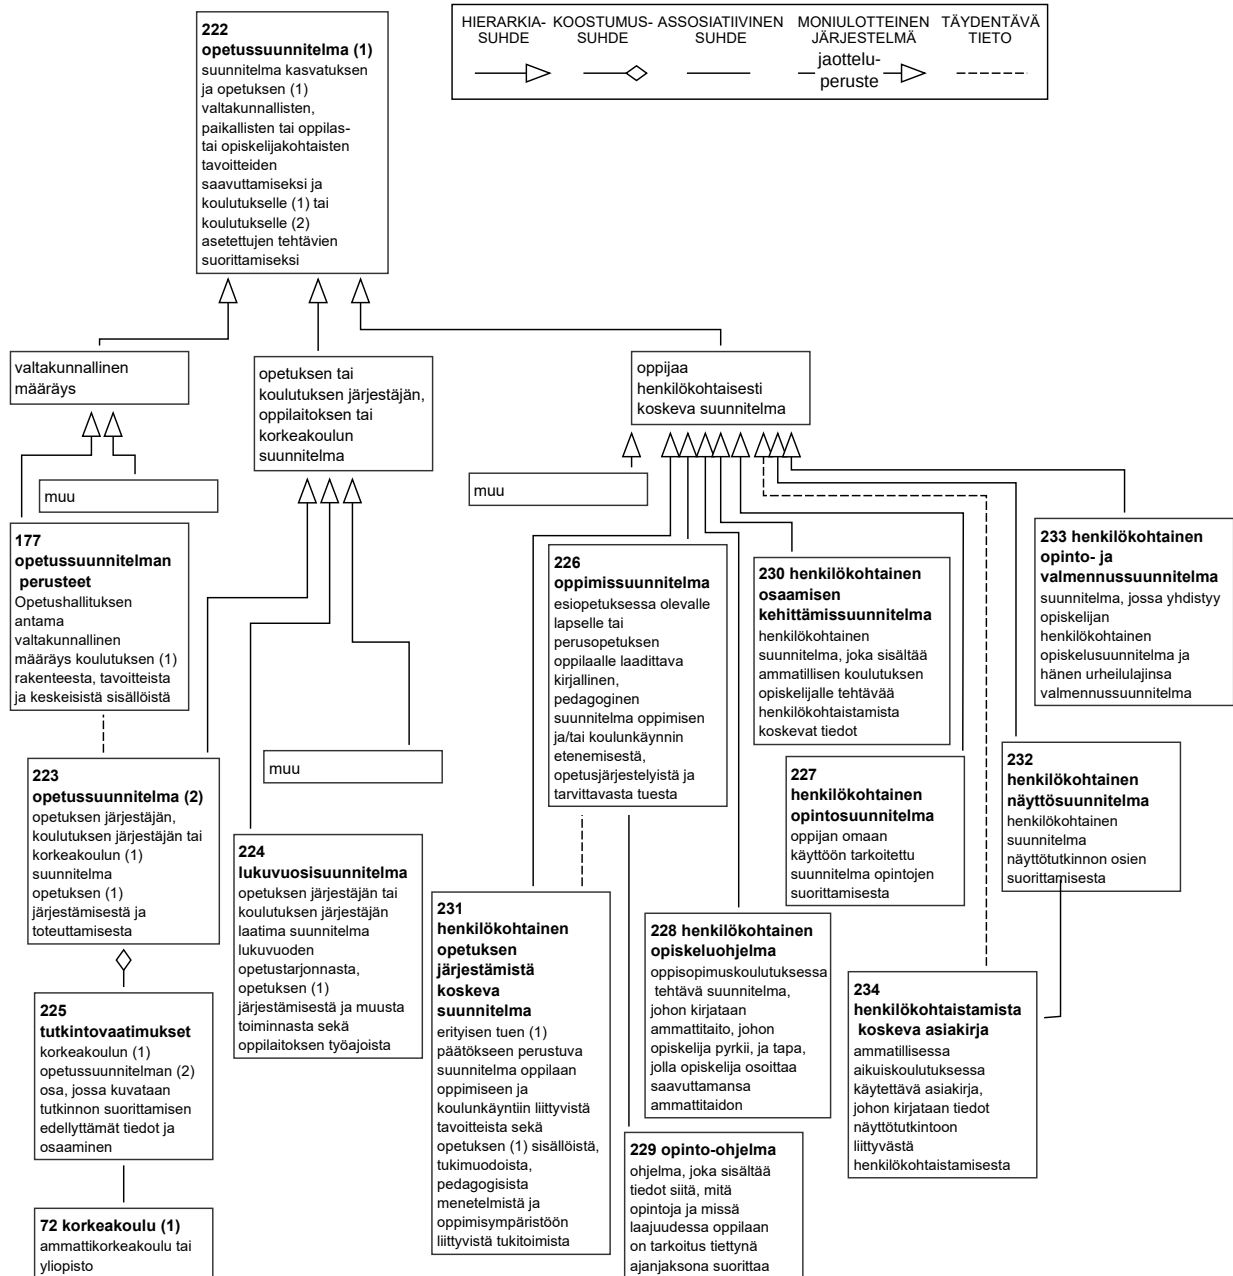 HIERARKIA-
SUHDE
KOOSTUMUS-
SUHDE
ASSOSIATIIVINEN
SUHDE
MONIULOTTEINEN
JÄRJESTELMÄ
TÄYDENTÄVÄ
TIETO
jaottelu-
peruste
222
opetussuunnitelma (1)
suunnitelma kasvatuksen
ja opetuksen (1)
valtakunnallisten,
paikallisten tai oppilas-
tai opiskelijakohtaisten
tavoitteiden
saavuttamiseksi ja
koulutukselle (1) tai
koulutukselle (2)
asetettujen tehtävien
suorittamiseksi
valtakunnallinen
määräys
opetuksen tai
koulutuksen järjestäjän,
oppilaitoksen tai
korkeakoulun
suunnitelma
oppijaa
henkilökohtaisesti
koskeva suunnitelma
muu
muu
177
opetussuunnitelman
perusteet
Opetushallituksen
antama
valtakunnallinen
määräys koulutuksen (1)
rakenteesta, tavoitteista
ja keskeisistä sisällöistä
226
oppimissuunnitelma
esiopetuksessa olevalle
lapselle tai
perusopetuksen
oppilaalle laadittava
kirjallinen,
pedagoginen
suunnitelma oppimisen
ja/tai koulunkäynnin
etenemisestä,
opetusjärjestelyistä ja
tarvittavasta tuesta
230 henkilökohtainen
osaamisen
kehittämissuunnitelma
henkilökohtainen
suunnitelma, joka sisältää
ammatillisen koulutuksen
opiskelijalle tehtävää
henkilökohtaistamista
koskevat tiedot
233 henkilökohtainen
opinto- ja
valmennussuunnitelma
suunnitelma, jossa yhdistyy
opiskelijan
henkilökohtainen
opiskelusuunnitelma ja
hänen urheilulajinsa
valmennussuunnitelma
muu
223
opetussuunnitelma (2)
opetuksen järjestäjän,
koulutuksen järjestäjän tai
korkeakoulun (1)
suunnitelma
opetuksen (1)
järjestämisestä ja
toteuttamisesta
227
henkilökohtainen
opintosuunnitelma
oppijan omaan
käyttöön tarkoitettu
suunnitelma opintojen
suorittamisesta
232
henkilökohtainen
näyttösuunnitelma
henkilökohtainen
suunnitelma
näyttötutkinnon osien
suorittamisesta
224
lukuvuosisuunnitelma
opetuksen järjestäjän tai
koulutuksen järjestäjän
laatima suunnitelma
lukuvuoden
opetustarjonnasta,
opetuksen (1)
järjestämisestä ja muusta
toiminnasta sekä
oppilaitoksen työajoista
231
henkilökohtainen
opetuksen
järjestämistä
koskeva
suunnitelma
erityisen tuen (1)
päätökseen perustuva
suunnitelma oppilaan
oppimiseen ja
koulunkäyntiin liittyvistä
tavoitteista sekä
opetuksen (1) sisällöistä,
tukimuodoista,
pedagogisista
menetelmistä ja
oppimisympäristöön
liittyvistä tukitoimista
228 henkilökohtainen
opiskeluohjelma
oppisopimuskoulutuksessa
tehtävä suunnitelma,
johon kirjataan
ammattitaito, johon
opiskelija pyrkii, ja tapa,
jolla opiskelija osoittaa
saavuttamansa
ammattitaidon
234
henkilökohtaistamista
koskeva asiakirja
ammatillisessa
aikuiskoulutuksessa
käytettävä asiakirja,
johon kirjataan tiedot
näyttötutkintoon
liittyvästä
henkilökohtaistamisesta
225
tutkintovaatimukset
korkeakoulun (1)
opetussuunnitelman (2)
osa, jossa kuvataan
tutkinnon suorittamisen
edellyttämät tiedot ja
osaaminen
229 opinto-ohjelma
ohjelma, joka sisältää
tiedot siitä, mitä
opintoja ja missä
laajuudessa oppilaan
on tarkoitus tiettynä
ajanjaksona suorittaa
72 korkeakoulu (1)
ammattikorkeakoulu tai
yliopisto